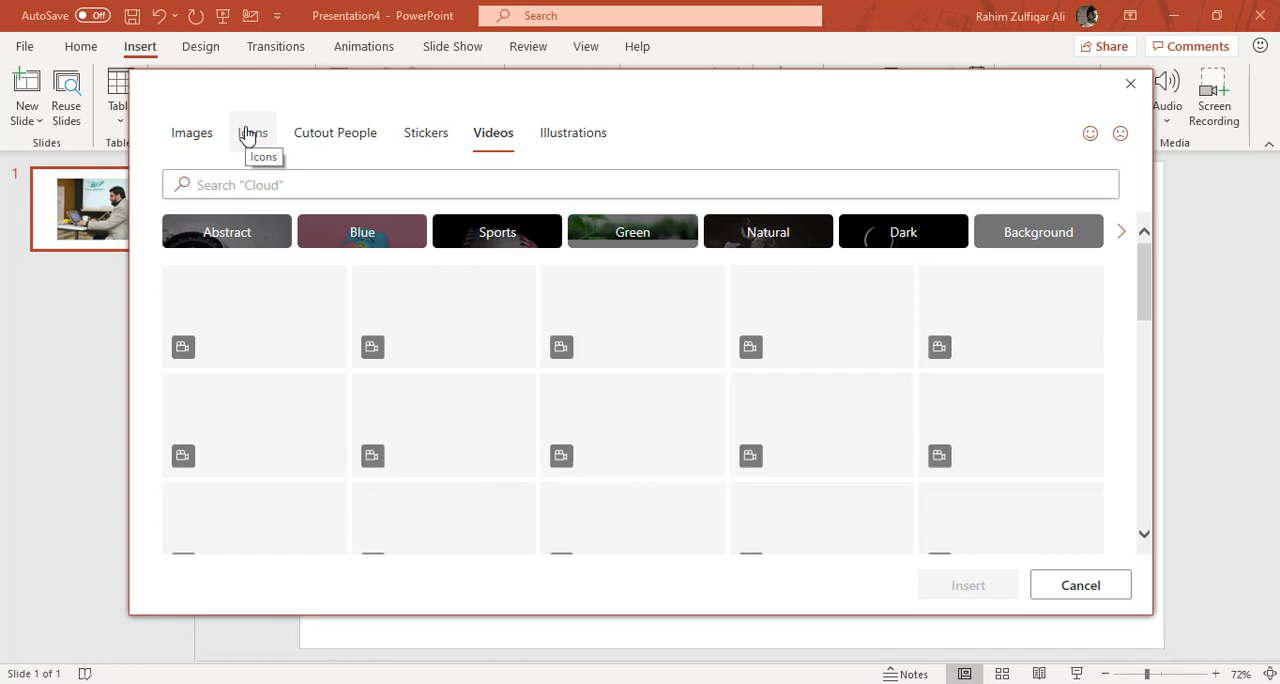 AutoSave Off Presentation4 - PowerPoint Search Rahim Zulfiqar Ali
File Home Insert Design Transitions Animations Slide Show Review View Help Share Comments
New Slide Reuse Slides Audio Screen Recording
Slides Media
Images Cutout People Stickers Videos Illustrations
Icons
Search "Cloud"
1
Abstract Blue Sports Green Natural Dark Background
Insert Cancel
Slide 1 of 1 Notes 72%